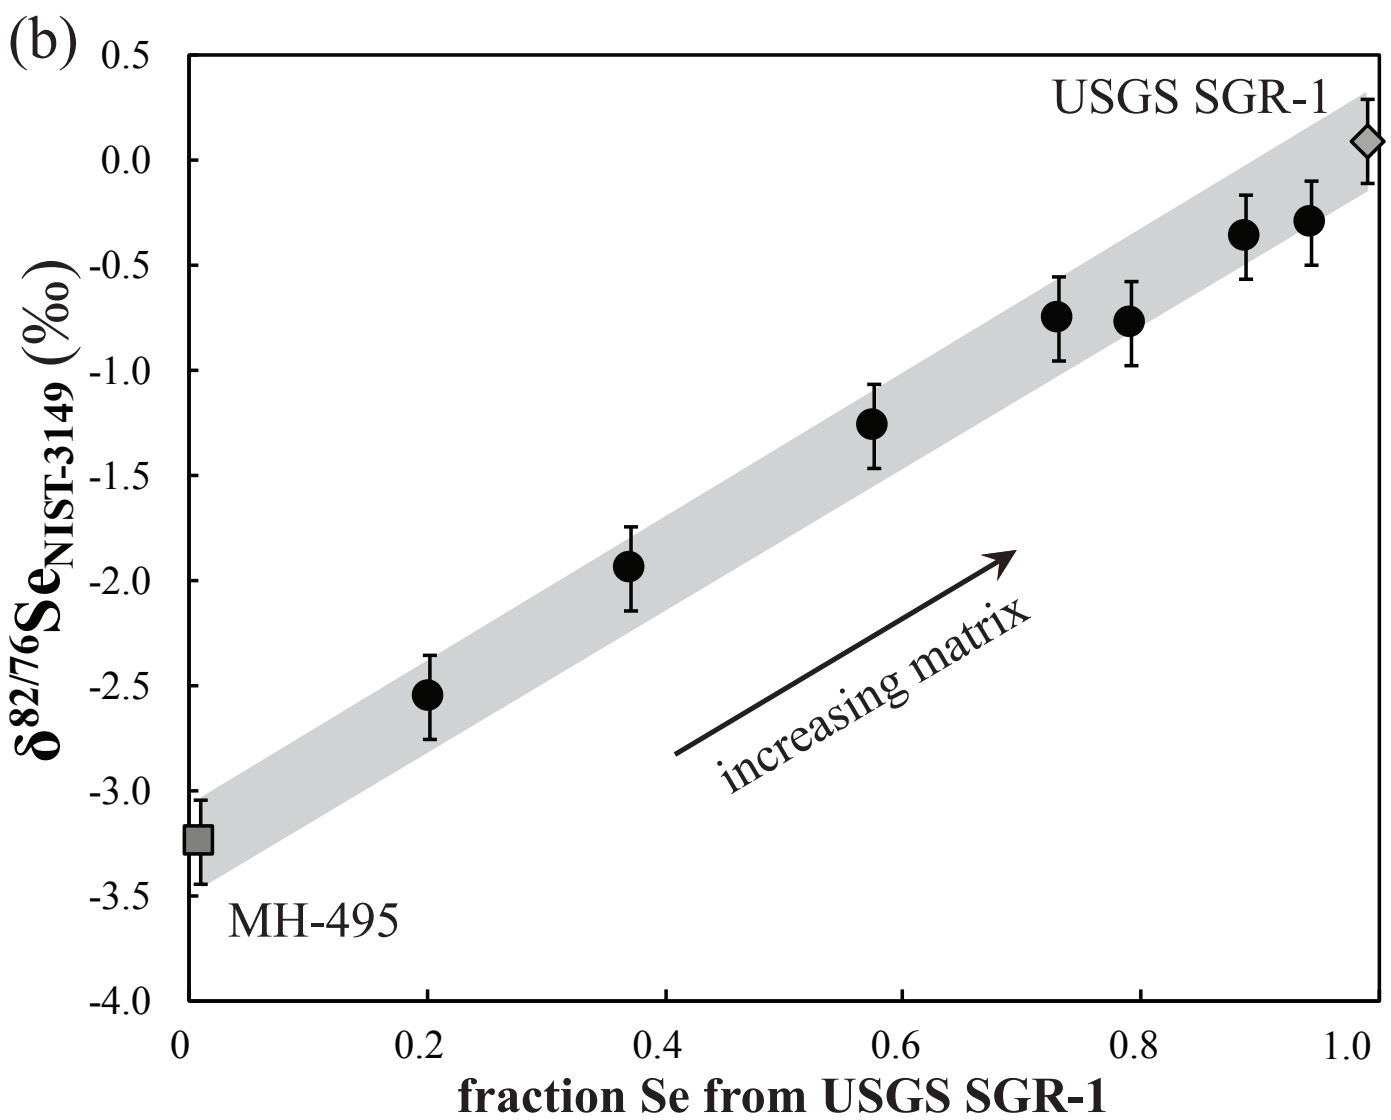 (b)
0.5
0.0
-0.5
-1.0
-1.5
-2.0
-2.5
-3.0
-3.5
-4.0
δ82/76SeNIST-3149 (‰)
USGS SGR-1
increasing matrix
MH-495
0 0.2 0.4 0.6 0.8 1.0
fraction Se from USGS SGR-1